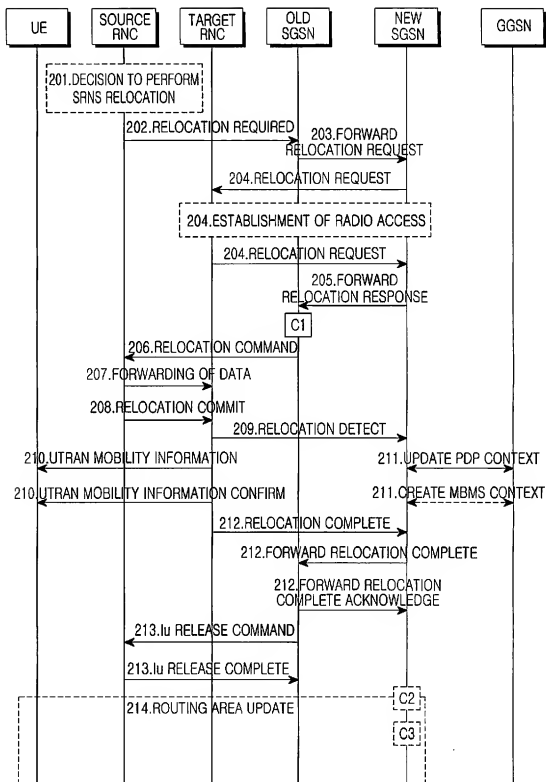 UE
SOURCE
RNC
TARGET
RNC
OLD
SGSN
NEW
SGSN
GGSN
201.DECISION TO PERFORM
SRNS RELOCATION
202.RELOCATION REQUIRED
203.FORWARD
RELOCATION REQUEST
204.RELOCATION REQUEST
204.ESTABLISHMENT OF RADIO ACCESS
204.RELOCATION REQUEST
205.FORWARD
RELOCATION RESPONSE
C1
206.RELOCATION COMMAND
207.FORWARDING OF DATA
208.RELOCATION COMMIT
209.RELOCATION DETECT
210.UTRAN MOBILITY INFORMATION
211.UPDATE PDP CONTEXT
210.UTRAN MOBILITY INFORMATION CONFIRM
211.CREATE MBMS CONTEXT
212.RELOCATION COMPLETE
212.FORWARD RELOCATION COMPLETE
212.FORWARD RELOCATION
COMPLETE ACKNOWLEDGE
213.Iu RELEASE COMMAND
213.Iu RELEASE COMPLETE
C2
214.ROUTING AREA UPDATE
C3